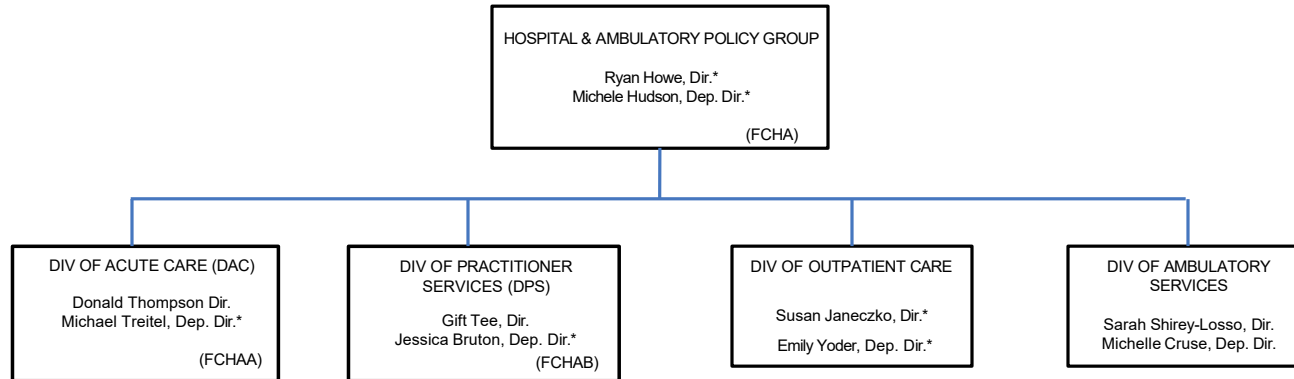 HOSPITAL & AMBULATORY POLICY GROUP
Ryan Howe, Dir.*
Michele Hudson, Dep. Dir.*
(FCHA)
DIV OF ACUTE CARE (DAC)
Donald Thompson Dir.
Michael Treitel, Dep. Dir.*
(FCHAA)
DIV OF PRACTITIONER
SERVICES (DPS)
Gift Tee, Dir.
Jessica Bruton, Dep. Dir.*
(FCHAB)
DIV OF OUTPATIENT CARE
Susan Janeczko, Dir.*
Emily Yoder, Dep. Dir.*
DIV OF AMBULATORY
SERVICES
Sarah Shirey-Losso, Dir.
Michelle Cruse, Dep. Dir.